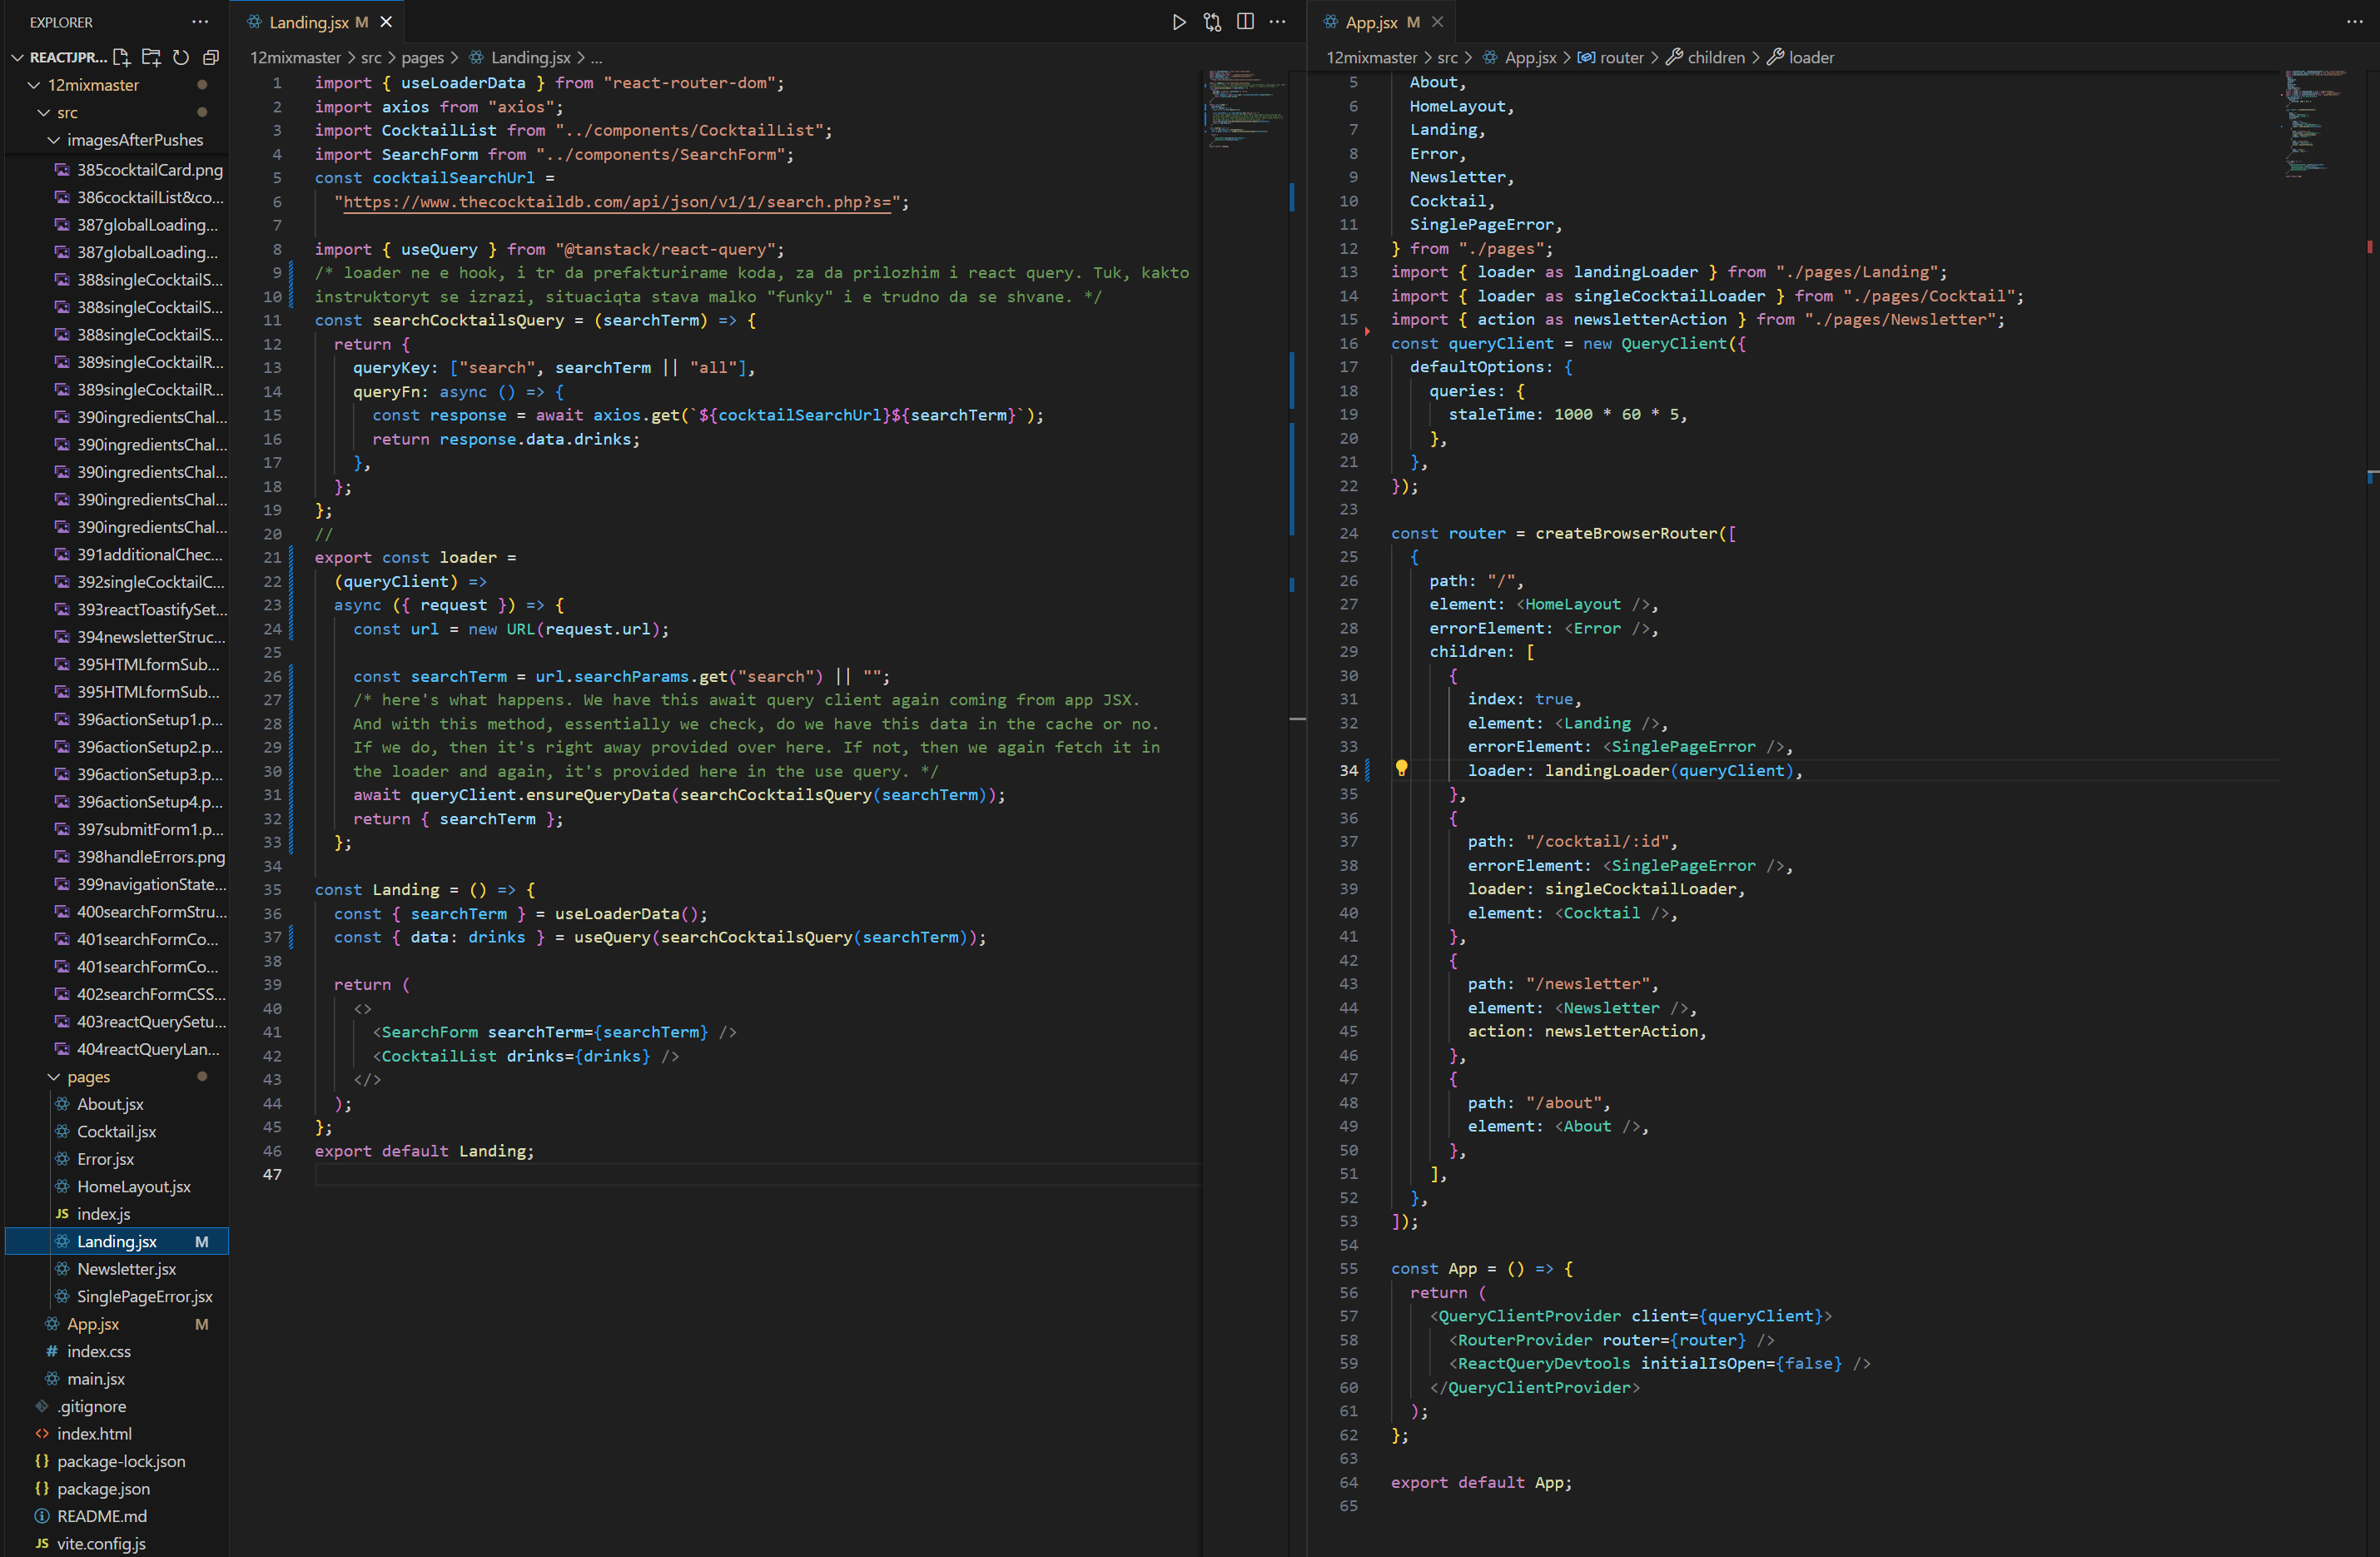 EXPLORER
REACTJPR...
12mixmaster
src
imagesAfterPushes
385cocktailCard.png
386cocktailList&co...
387globalLoading...
387globalLoading...
388singleCocktailS...
388singleCocktailS...
388singleCocktailS...
389singleCocktailR...
389singleCocktailR...
390ingredientsChal...
390ingredientsChal...
390ingredientsChal...
390ingredientsChal...
390ingredientsChal...
391additionalChec...
392singleCocktailC...
393reactToastifySet...
394newsletterStruc...
395HTMLformSub...
395HTMLformSub...
396actionSetup1.p...
396actionSetup2.p...
396actionSetup3.p...
396actionSetup4.p...
397submitForm1.p...
398handleErrors.png
399navigationState...
400searchFormStru...
401searchFormCo...
401searchFormCo...
402searchFormCSS...
403reactQuerySetu...
404reactQueryLan...
pages
About.jsx
Cocktail.jsx
Error.jsx
HomeLayout.jsx
JS index.js
Landing.jsx M
Newsletter.jsx
SinglePageError.jsx
App.jsx M
# index.css
main.jsx
.gitignore
<> index.html
{} package-lock.json
{} package.json
README.md
JS vite.config.js
Landing.jsx M
12mixmaster > src > pages > Landing.jsx > ...
1 import { useLoaderData } from "react-router-dom";
2 import axios from "axios";
3 import CocktailList from "../components/CocktailList";
4 import SearchForm from "../components/SearchForm";
5 const cocktailSearchUrl =
6 "https://www.thecocktaildb.com/api/json/v1/1/search.php?s=";
7
8 import { useQuery } from "@tanstack/react-query";
9 /* loader ne e hook, i tr da prefakturirame koda, za da prilozhim i react query. Tuk, kakto
10 instruktoryt se izrazi, situaciqta stava malko "funky" i e trudno da se shvane. */
11 const searchCocktailsQuery = (searchTerm) => {
12 return {
13 queryKey: ["search", searchTerm || "all"],
14 queryFn: async () => {
15 const response = await axios.get(`${cocktailSearchUrl}${searchTerm}`);
16 return response.data.drinks;
17 },
18 };
19 };
20 //
21 export const loader =
22 (queryClient) =>
23 async ({ request }) => {
24 const url = new URL(request.url);
25
26 const searchTerm = url.searchParams.get("search") || "";
27 /* here's what happens. We have this await query client again coming from app JSX.
28 And with this method, essentially we check, do we have this data in the cache or no.
29 If we do, then it's right away provided over here. If not, then we again fetch it in
30 the loader and again, it's provided here in the use query. */
31 await queryClient.ensureQueryData(searchCocktailsQuery(searchTerm));
32 return { searchTerm };
33 };
34
35 const Landing = () => {
36 const { searchTerm } = useLoaderData();
37 const { data: drinks } = useQuery(searchCocktailsQuery(searchTerm));
38
39 return (
40 <>
41 <SearchForm searchTerm={searchTerm} />
42 <CocktailList drinks={drinks} />
43 </>
44 );
45 };
46 export default Landing;
47
App.jsx M
12mixmaster > src > App.jsx > router > children > loader
5 About,
6 HomeLayout,
7 Landing,
8 Error,
9 Newsletter,
10 Cocktail,
11 SinglePageError,
12 } from "./pages";
13 import { loader as landingLoader } from "./pages/Landing";
14 import { loader as singleCocktailLoader } from "./pages/Cocktail";
15 import { action as newsletterAction } from "./pages/Newsletter";
16 const queryClient = new QueryClient({
17 defaultOptions: {
18 queries: {
19 staleTime: 1000 * 60 * 5,
20 },
21 },
22 });
23
24 const router = createBrowserRouter([
25 {
26 path: "/",
27 element: <HomeLayout />,
28 errorElement: <Error />,
29 children: [
30 {
31 index: true,
32 element: <Landing />,
33 errorElement: <SinglePageError />,
34 loader: landingLoader(queryClient),
35 },
36 {
37 path: "/cocktail/:id",
38 errorElement: <SinglePageError />,
39 loader: singleCocktailLoader,
40 element: <Cocktail />,
41 },
42 {
43 path: "/newsletter",
44 element: <Newsletter />,
45 action: newsletterAction,
46 },
47 {
48 path: "/about",
49 element: <About />,
50 },
51 ],
52 },
53 ]);
54
55 const App = () => {
56 return (
57 <QueryClientProvider client={queryClient}>
58 <RouterProvider router={router} />
59 <ReactQueryDevtools initialIsOpen={false} />
60 </QueryClientProvider>
61 );
62 };
63
64 export default App;
65